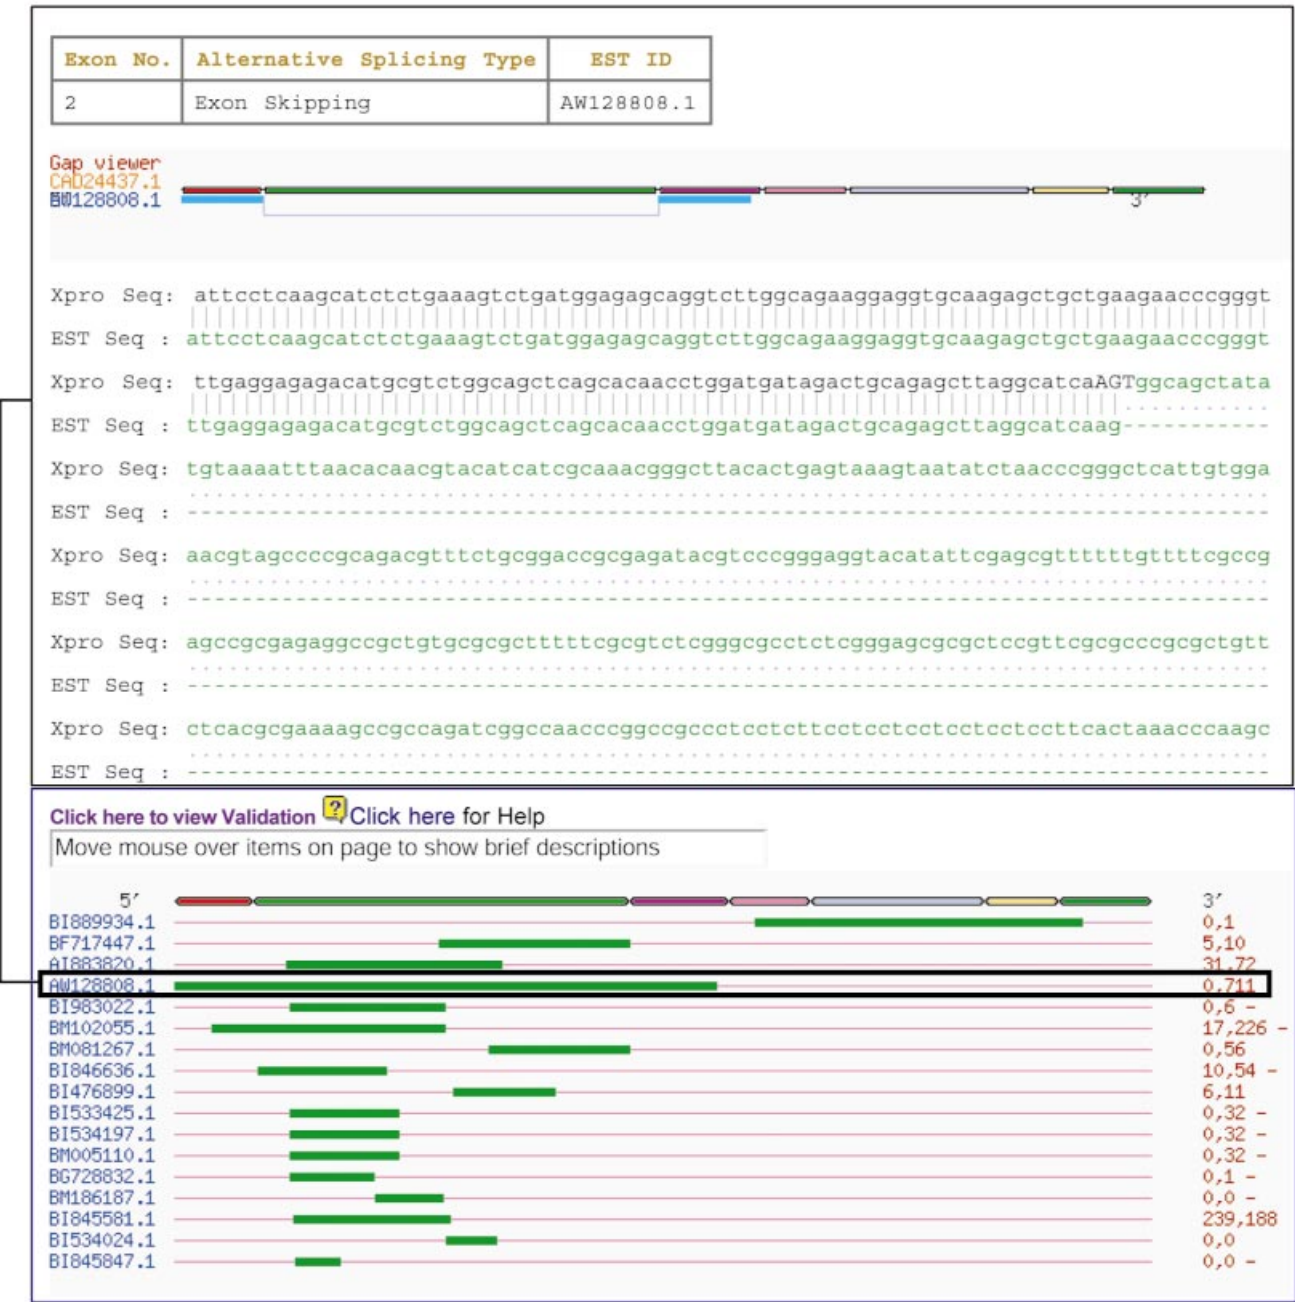 Exon No. Alternative Splicing Type EST ID
2 Exon Skipping AW128808.1
Gap viewer
CAD24437.1
AW128808.1
3′
Xpro Seq: attcctcaagcatctctgaaagtctgatggagagcaggtcttggcagaaggaggtgcaagagctgctgaagaacccgggt
EST Seq : attcctcaagcatctctgaaagtctgatggagagcaggtcttggcagaaggaggtgcaagagctgctgaagaacccgggt
Xpro Seq: ttgaggagagacatgcgtctggcagctcagcacaacctggatgatagactgcagagcttaggcatcaAGTggcagctata
EST Seq : ttgaggagagacatgcgtctggcagctcagcacaacctggatgatagactgcagagcttaggcatcaag-----------
Xpro Seq: tgtaaaatttaacacaacgtacatcatcgcaaacgggcttacactgagtaaagtaatatctaacccgggctcattgtgga
EST Seq : --------------------------------------------------------------------------------
Xpro Seq: aacgtagccccgcagacgtttctgcggaccgcgagatacgtcccgggaggtacatattcgagcgttttttgttttcgccg
EST Seq : --------------------------------------------------------------------------------
Xpro Seq: agccgcgagaggccgctgtgcgcgctttttcgcgtctcgggcgcctctcgggagcgcgctccgttcgcgcccgcgctgtt
EST Seq : --------------------------------------------------------------------------------
Xpro Seq: ctcacgcgaaaagccgccagatcggccaacccggccgccctcctcttcctcctcctcctcctccttcactaaacccaagc
EST Seq : --------------------------------------------------------------------------------
Click here to view Validation ? Click here for Help
Move mouse over items on page to show brief descriptions
5′ 3′
BI889934.1 0,1
BF717447.1 5,10
AI883820.1 31,72
AW128808.1 0,711
BI983022.1 0,6 -
BM102055.1 17,226 -
BM081267.1 0,56
BI846636.1 10,54 -
BI476899.1 6,11
BI533425.1 0,32 -
BI534197.1 0,32 -
BM005110.1 0,32 -
BG728832.1 0,1 -
BM186187.1 0,0 -
BI845581.1 239,188
BI534024.1 0,0
BI845847.1 0,0 -